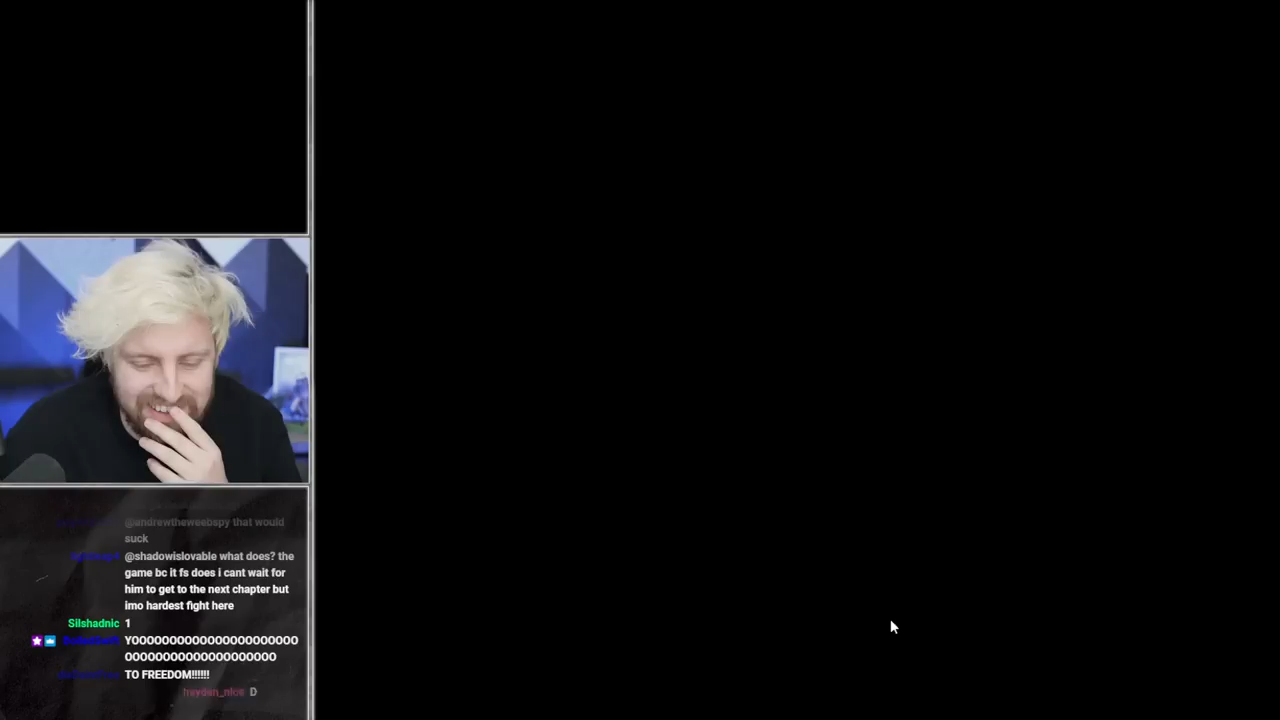 @andrewtheweebspy that would
suck
@shadowislovable what does? the
game bc it fs does i cant wait for
him to get to the next chapter but
imo hardest fight here
Silshadnic 1
YOOOOOOOOOOOOOOOOOOOOOOO
OOOOOOOOOOOOOOOOOOOOO
TO FREEDOM!!!!!!
D